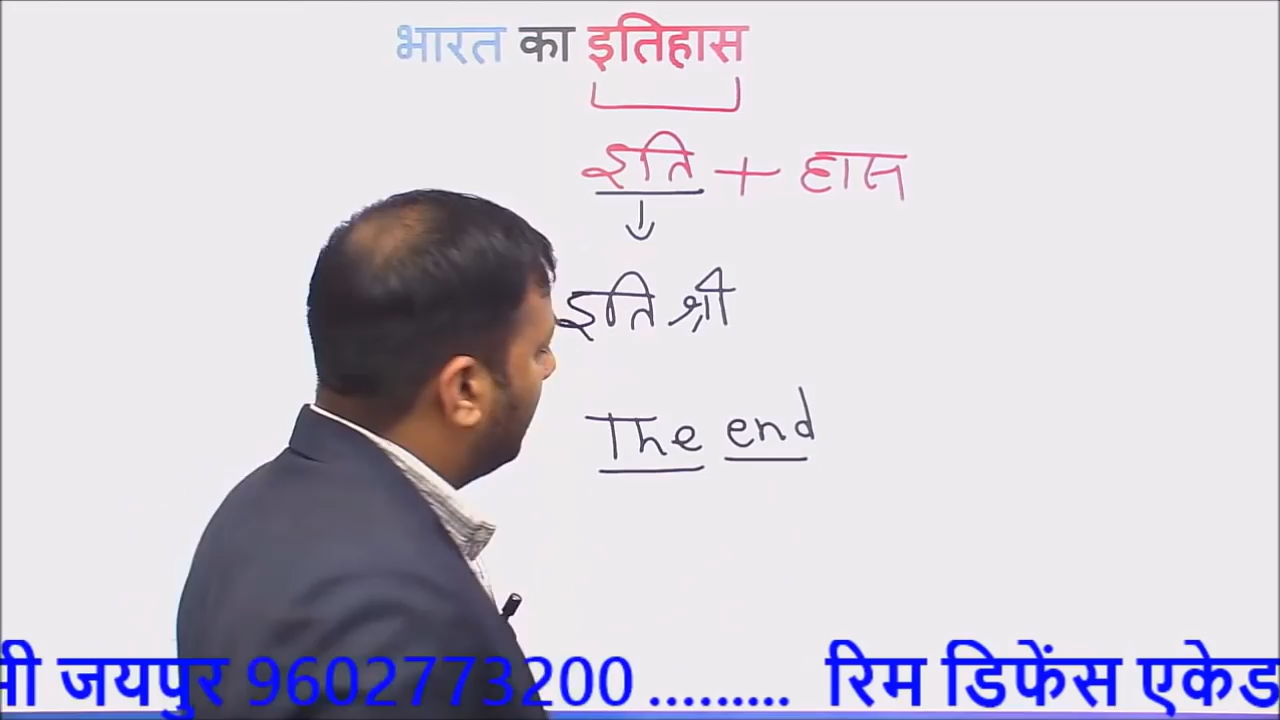 भारत का इतिहास
इति + हास
इति श्री
The end
मी जयपुर 9602773200 ......... रिम डिफेंस एकेड